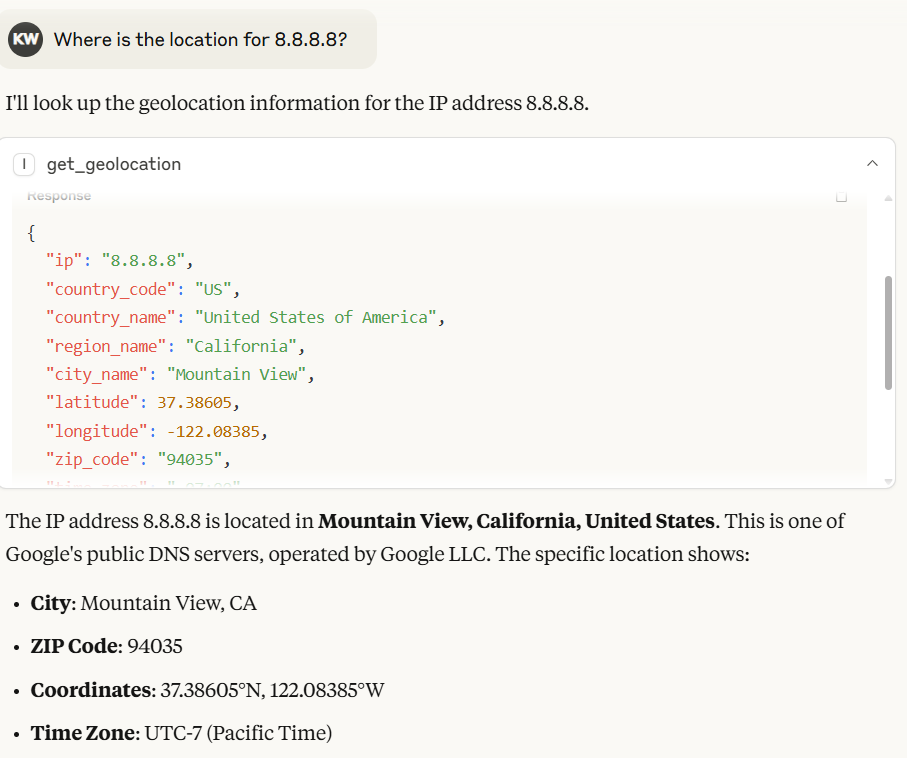 KW Where is the location for 8.8.8.8?
I'll look up the geolocation information for the IP address 8.8.8.8.
I get_geolocation
Response
{
"ip": "8.8.8.8",
"country_code": "US",
"country_name": "United States of America",
"region_name": "California",
"city_name": "Mountain View",
"latitude": 37.38605,
"longitude": -122.08385,
"zip_code": "94035",
The IP address 8.8.8.8 is located in Mountain View, California, United States. This is one of
Google's public DNS servers, operated by Google LLC. The specific location shows:
• City: Mountain View, CA
• ZIP Code: 94035
• Coordinates: 37.38605°N, 122.08385°W
• Time Zone: UTC-7 (Pacific Time)